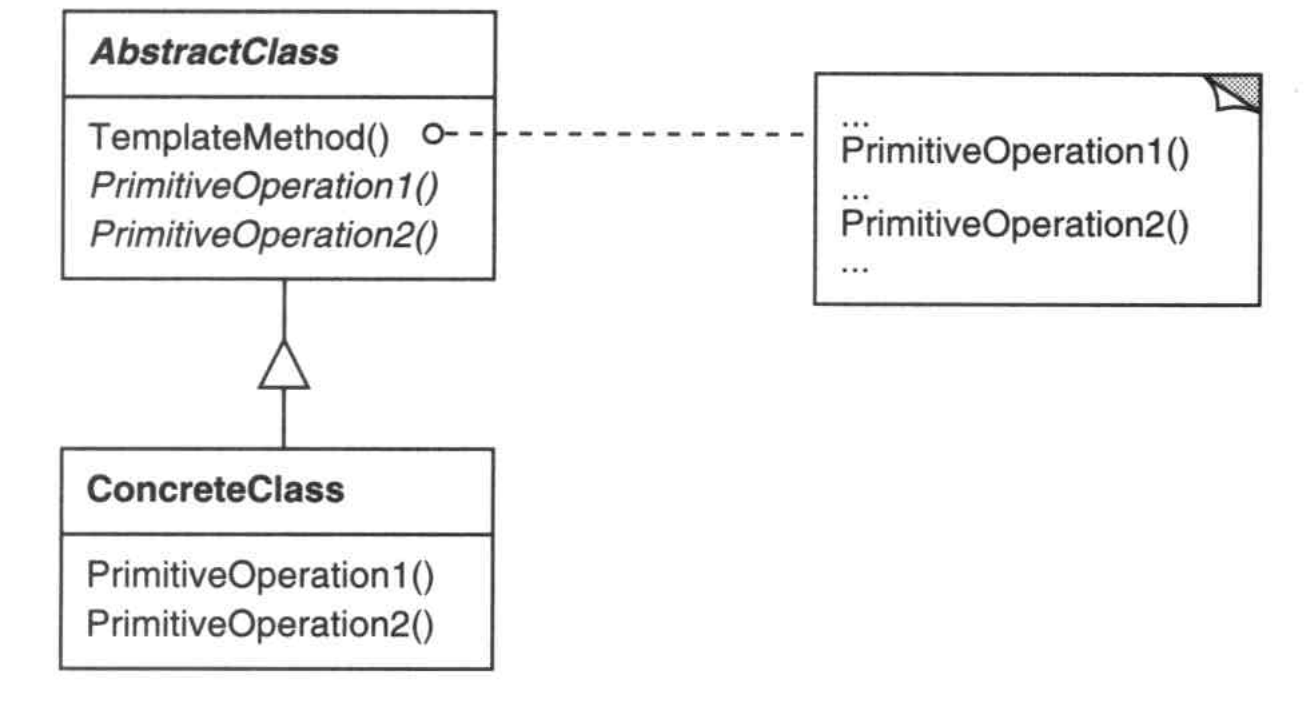 AbstractClass
TemplateMethod()
PrimitiveOperation1()
PrimitiveOperation2()
...
PrimitiveOperation1()
...
PrimitiveOperation2()
...
ConcreteClass
PrimitiveOperation1()
PrimitiveOperation2()